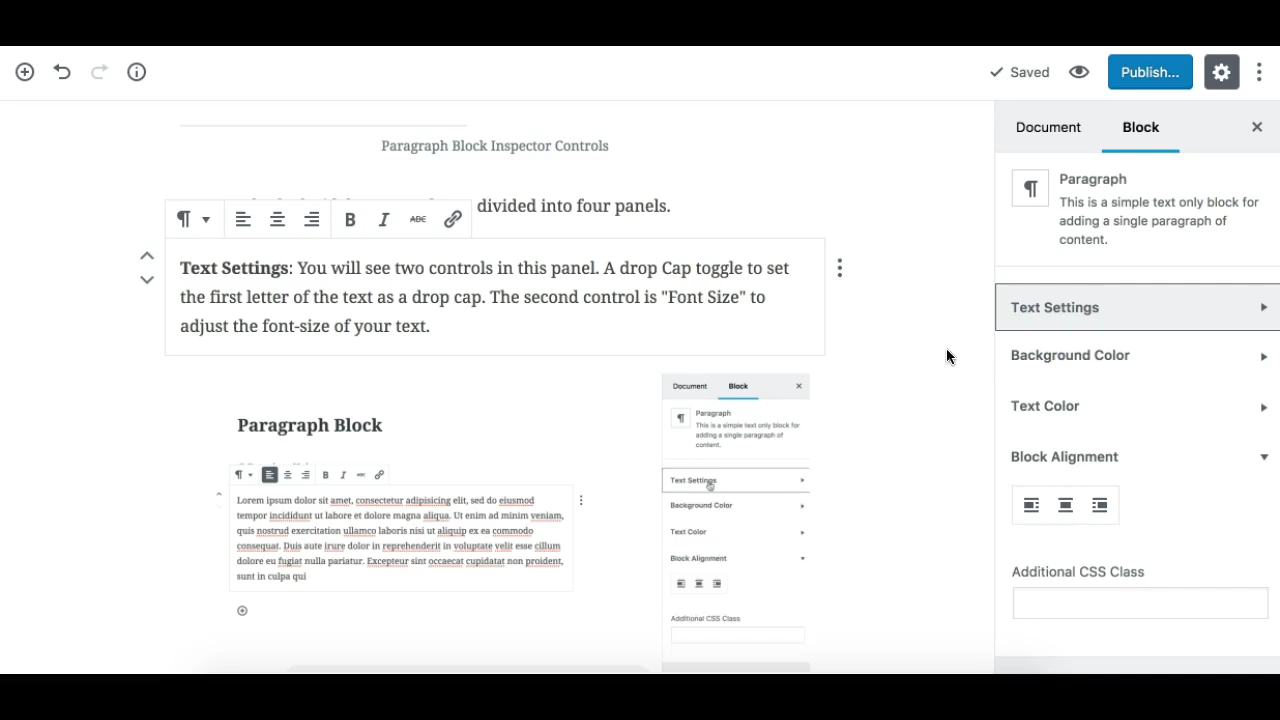 Saved
Publish...
Paragraph Block Inspector Controls
divided into four panels.
B I ABC
Text Settings: You will see two controls in this panel. A drop Cap toggle to set
the first letter of the text as a drop cap. The second control is "Font Size" to
adjust the font-size of your text.
Paragraph Block
B I ABC
Lorem ipsum dolor sit amet, consectetur adipisicing elit, sed do eiusmod
tempor incididunt ut labore et dolore magna aliqua. Ut enim ad minim veniam,
quis nostrud exercitation ullamco laboris nisi ut aliquip ex ea commodo
consequat. Duis aute irure dolor in reprehenderit in voluptate velit esse cillum
dolore eu fugiat nulla pariatur. Excepteur sint occaecat cupidatat non proident,
sunt in culpa qui
Document Block
Paragraph
This is a simple text only block for
adding a single paragraph of
content.
Text Settings
Background Color
Text Color
Block Alignment
Additional CSS Class
Document Block
Paragraph
This is a simple text only block for
adding a single paragraph of
content.
Text Settings
Background Color
Text Color
Block Alignment
Additional CSS Class